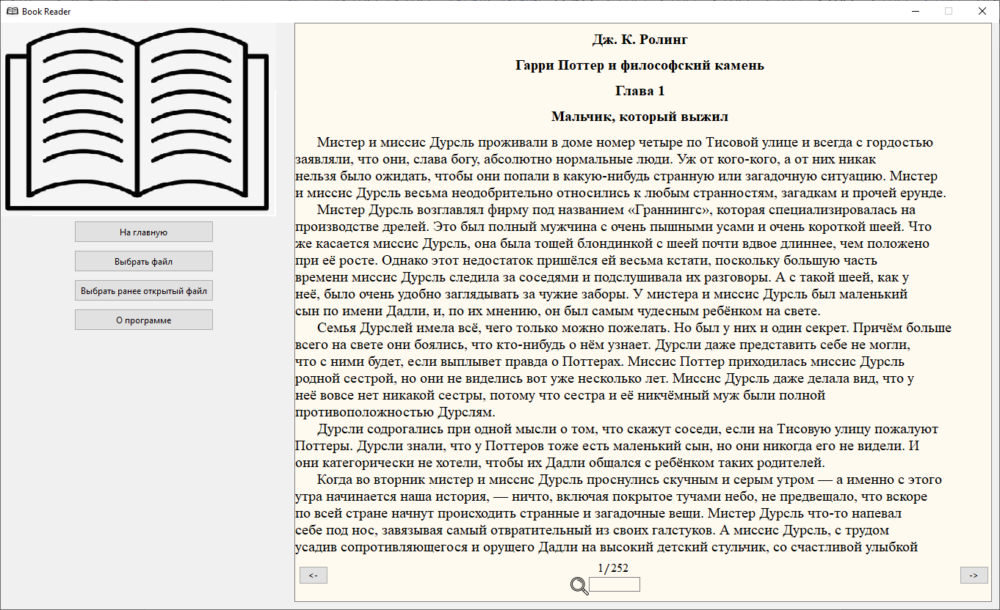 Book Reader
На главную
Выбрать файл
Выбрать ранее открытый файл
О программе
Дж. К. Ролинг
Гарри Поттер и философский камень
Глава 1
Мальчик, который выжил
Мистер и миссис Дурсль проживали в доме номер четыре по Тисовой улице и всегда с гордостью
заявляли, что они, слава богу, абсолютно нормальные люди. Уж от кого-кого, а от них никак
нельзя было ожидать, чтобы они попали в какую-нибудь странную или загадочную ситуацию. Мистер
и миссис Дурсль весьма неодобрительно относились к любым странностям, загадкам и прочей ерунде.
Мистер Дурсль возглавлял фирму под названием «Граннингс», которая специализировалась на
производстве дрелей. Это был полный мужчина с очень пышными усами и очень короткой шеей. Что
же касается миссис Дурсль, она была тощей блондинкой с шеей почти вдвое длиннее, чем положено
при её росте. Однако этот недостаток пришёлся ей весьма кстати, поскольку большую часть
времени миссис Дурсль следила за соседями и подслушивала их разговоры. А с такой шеей, как у
неё, было очень удобно заглядывать за чужие заборы. У мистера и миссис Дурсль был маленький
сын по имени Дадли, и, по их мнению, он был самым чудесным ребёнком на свете.
Семья Дурслей имела всё, чего только можно пожелать. Но был у них и один секрет. Причём больше
всего на свете они боялись, что кто-нибудь о нём узнает. Дурсли даже представить себе не могли,
что с ними будет, если выплывет правда о Поттерах. Миссис Поттер приходилась миссис Дурсль
родной сестрой, но они не виделись вот уже несколько лет. Миссис Дурсль даже делала вид, что у
неё вовсе нет никакой сестры, потому что сестра и её никчёмный муж были полной
противоположностью Дурслям.
Дурсли содрогались при одной мысли о том, что скажут соседи, если на Тисовую улицу пожалуют
Поттеры. Дурсли знали, что у Поттеров тоже есть маленький сын, но они никогда его не видели. И
они категорически не хотели, чтобы их Дадли общался с ребёнком таких родителей.
Когда во вторник мистер и миссис Дурсль проснулись скучным и серым утром — а именно с этого
утра начинается наша история, — ничто, включая покрытое тучами небо, не предвещало, что вскоре
по всей стране начнут происходить странные и загадочные вещи. Мистер Дурсль что-то напевал
себе под нос, завязывая самый отвратительный из своих галстуков. А миссис Дурсль, с трудом
усадив сопротивляющегося и орущего Дадли на высокий детский стульчик, со счастливой улыбкой
1/252
<-
->